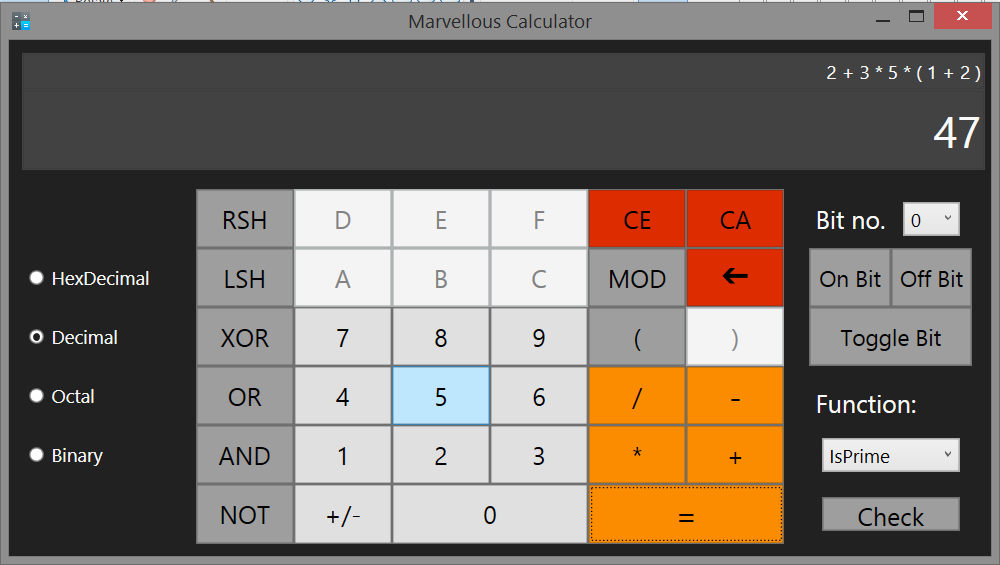 Marvellous Calculator
2 + 3 * 5 * ( 1 + 2 )
47
RSH D E F CE CA Bit no. 0
HexDecimal LSH A B C MOD ← On Bit Off Bit
Decimal XOR 7 8 9 ( ) Toggle Bit
Octal OR 4 5 6 / - Function:
Binary AND 1 2 3 * + IsPrime
NOT +/- 0 = Check